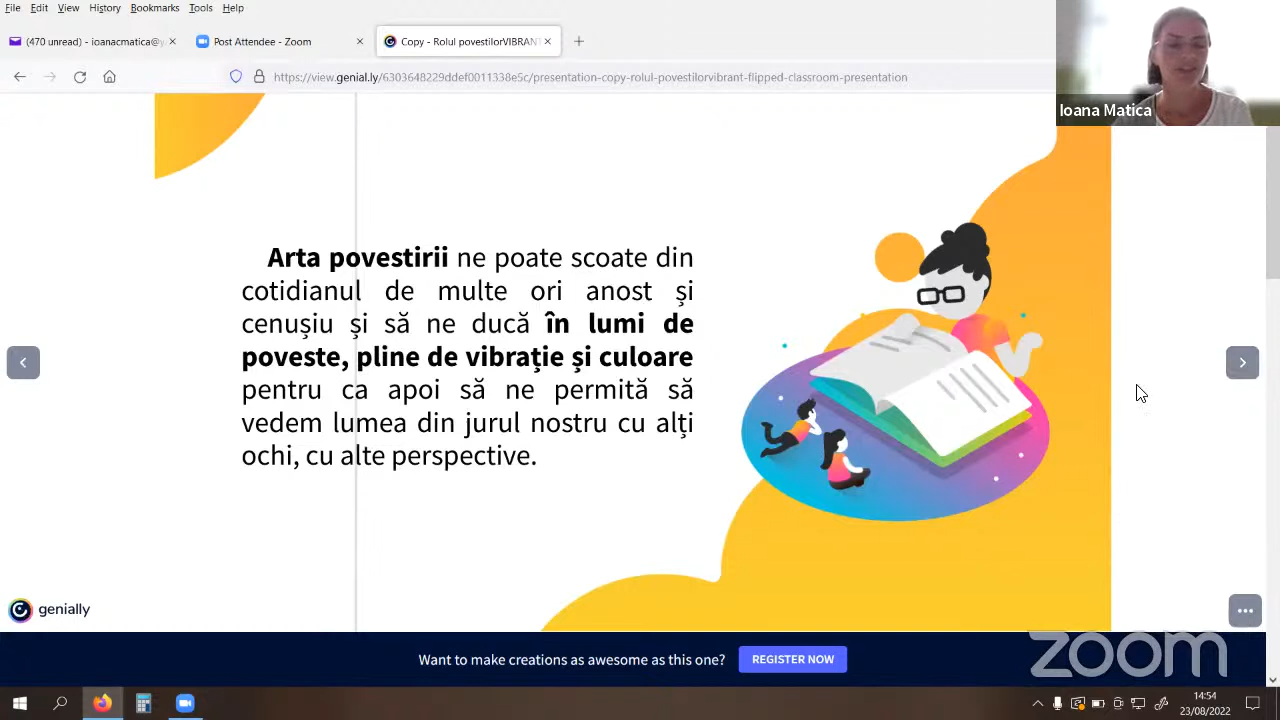 File Edit View History Bookmarks Tools Help
(470 unread) - ioanacmatica@y
Post Attendee - Zoom
Copy - Rolul povestilorVIBRANT
https://view.genial.ly/6303648229ddef0011338e5c/presentation-copy-rolul-povestilorvibrant-flipped-classroom-presentation
Ioana Matica
Arta povestirii ne poate scoate din
cotidianul de multe ori anost și
cenușiu și să ne ducă în lumi de
poveste, pline de vibrație și culoare
pentru ca apoi să ne permită să
vedem lumea din jurul nostru cu alți
ochi, cu alte perspective.
genially
Want to make creations as awesome as this one?
REGISTER NOW
zoom
14:54
23/08/2022